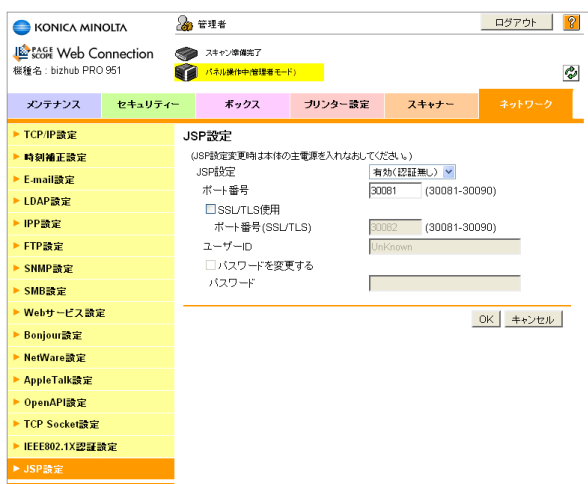 KONICA MINOLTA
管理者
ログアウト
?
PAGE SCOPE Web Connection
スキャン準備完了
機種名 : bizhub PRO 951
パネル操作中(管理者モード)
メンテナンス
セキュリティー
ボックス
プリンター設定
スキャナー
ネットワーク
TCP/IP設定
時刻補正設定
E-mail設定
LDAP設定
IPP設定
FTP設定
SNMP設定
SMB設定
Webサービス設定
Bonjour設定
NetWare設定
AppleTalk設定
OpenAPI設定
TCP Socket設定
IEEE802.1X認証設定
JSP設定
JSP設定
(JSP設定変更時は本体の主電源を入れなおしてください。)
JSP設定 有効(認証無し)
ポート番号 30081 (30081-30090)
SSL/TLS使用
ポート番号(SSL/TLS) 30082 (30081-30090)
ユーザーID UnKnown
パスワードを変更する
パスワード
OK キャンセル